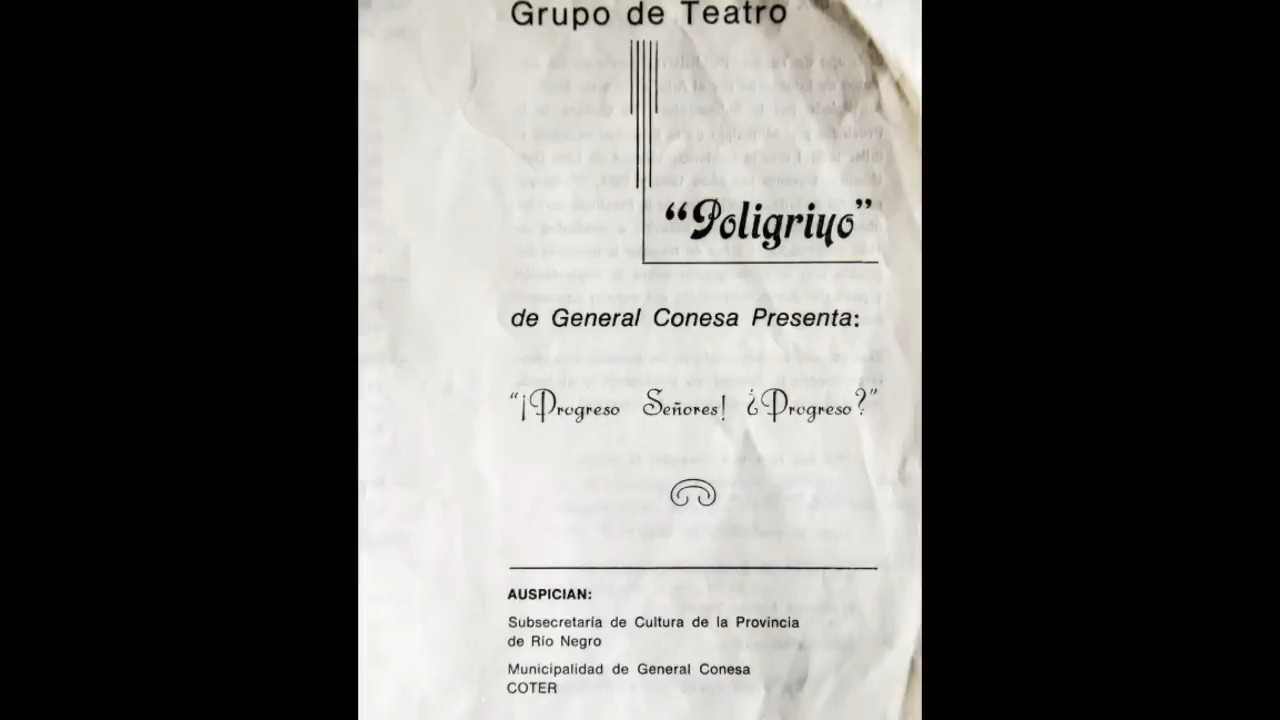 Grupo de Teatro
“Poligriyo”
de General Conesa Presenta:
“¡Progreso Señores! ¿Progreso?”
AUSPICIAN:
Subsecretaría de Cultura de la Provincia
de Río Negro
Municipalidad de General Conesa
COTER